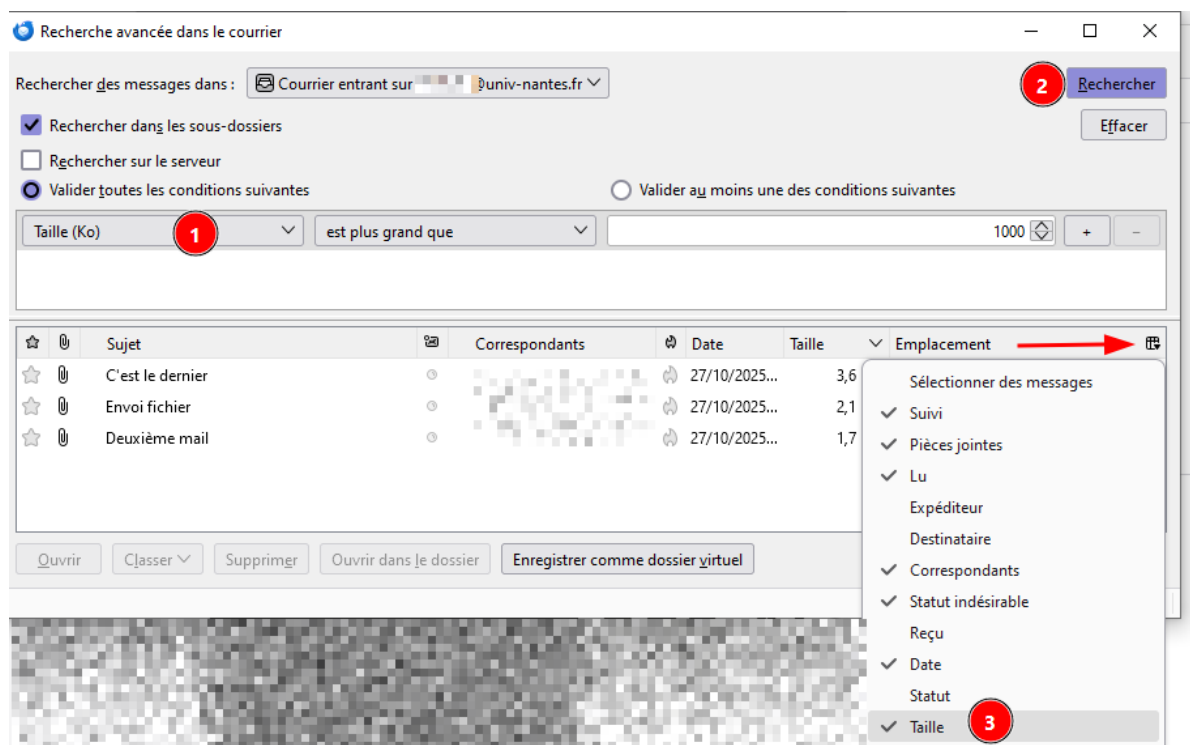 Recherche avancée dans le courrier
Rechercher des messages dans : Courrier entrant sur @univ-nantes.fr
2 Rechercher
Rechercher dans les sous-dossiers
Effacer
Rechercher sur le serveur
Valider toutes les conditions suivantes Valider au moins une des conditions suivantes
Taille (Ko) 1 est plus grand que 1000 + -
Sujet Correspondants Date Taille Emplacement
C'est le dernier 27/10/2025... 3,6
Envoi fichier 27/10/2025... 2,1
Deuxième mail 27/10/2025... 1,7
Sélectionner des messages
Suivi
Pièces jointes
Lu
Expéditeur
Destinataire
Correspondants
Statut indésirable
Reçu
Date
Statut
Taille 3
Ouvrir Classer Supprimer Ouvrir dans le dossier Enregistrer comme dossier virtuel